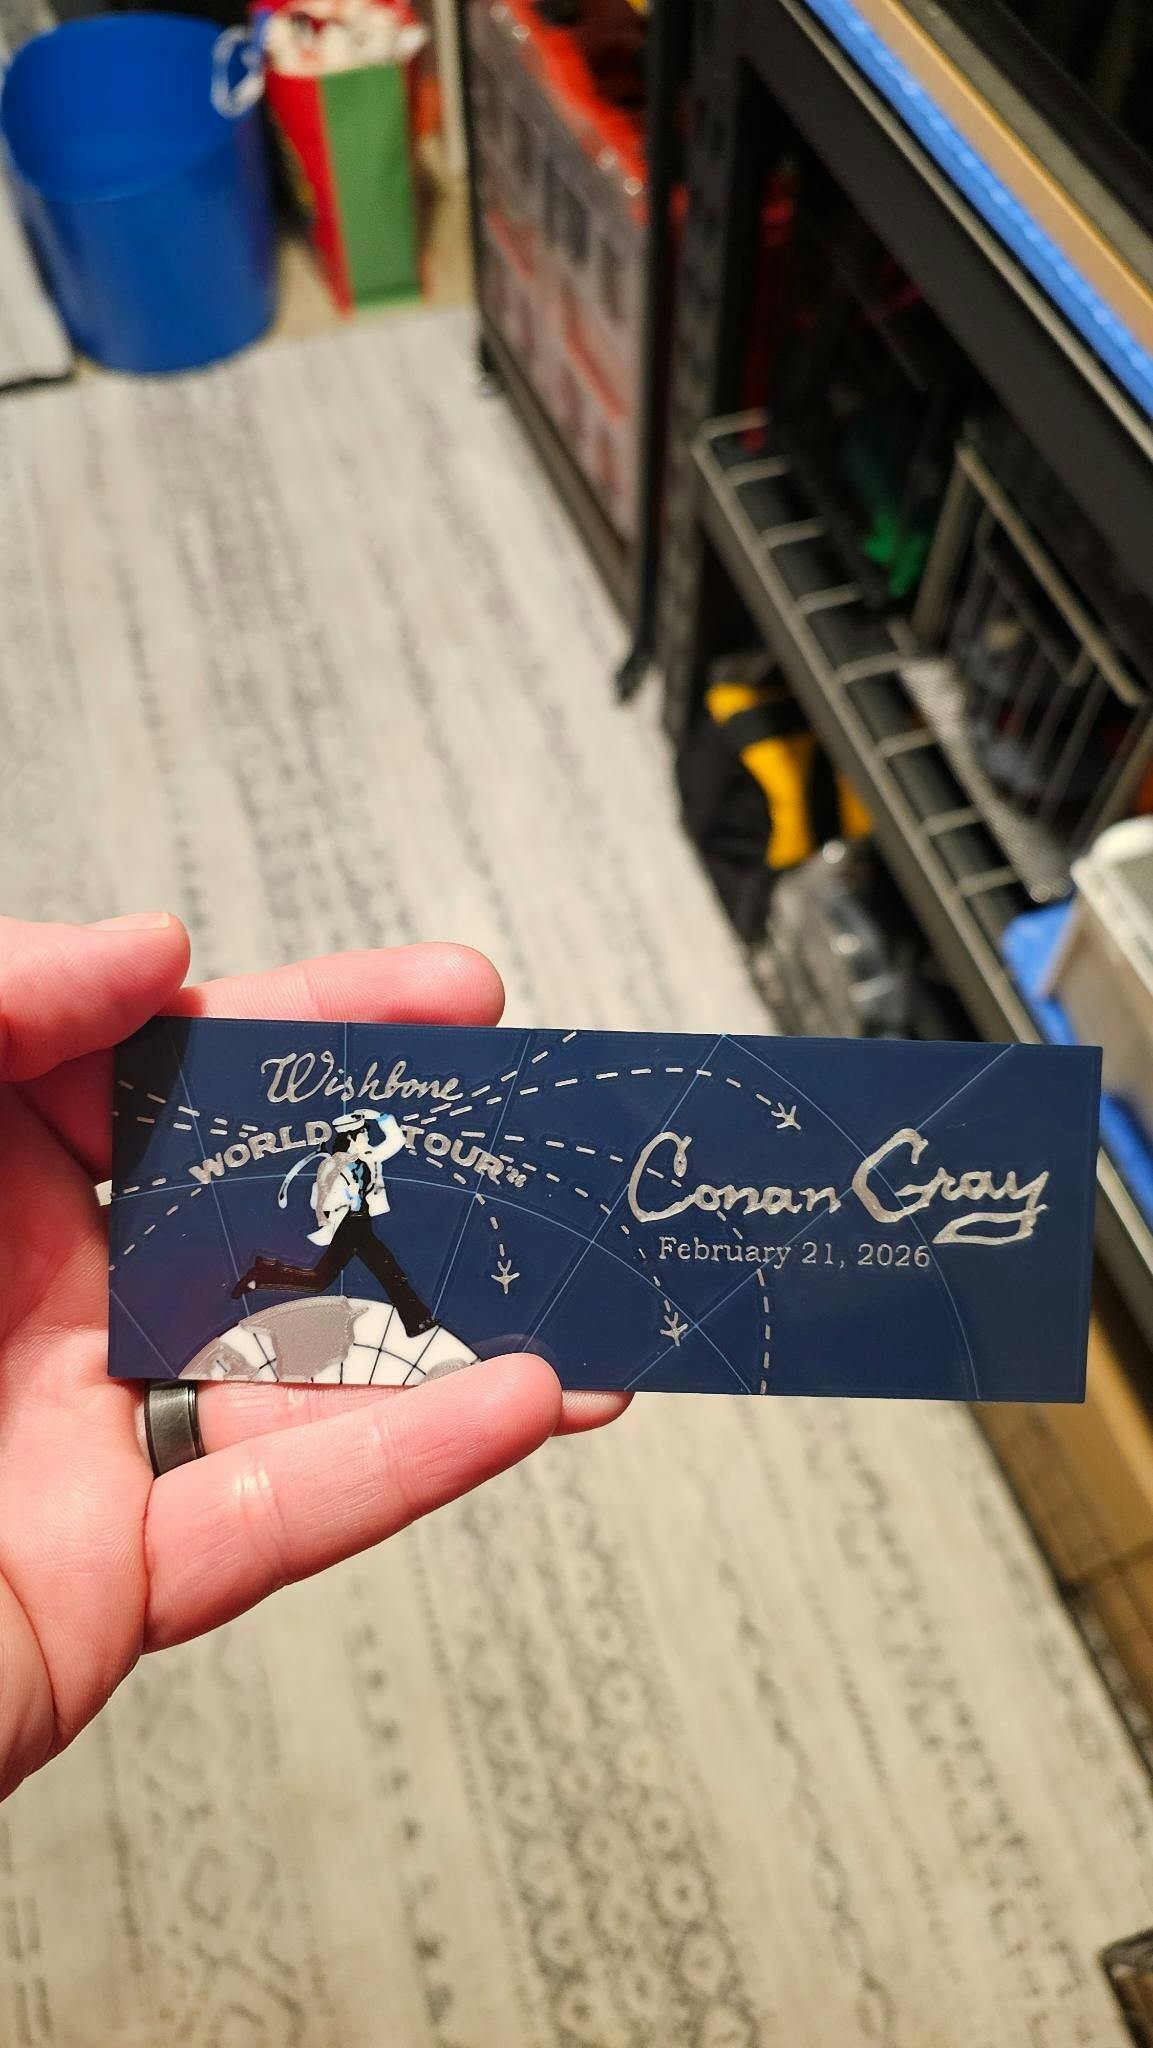 Wishbone
WORLD TOUR'26
Conan Gray
February 21, 2026